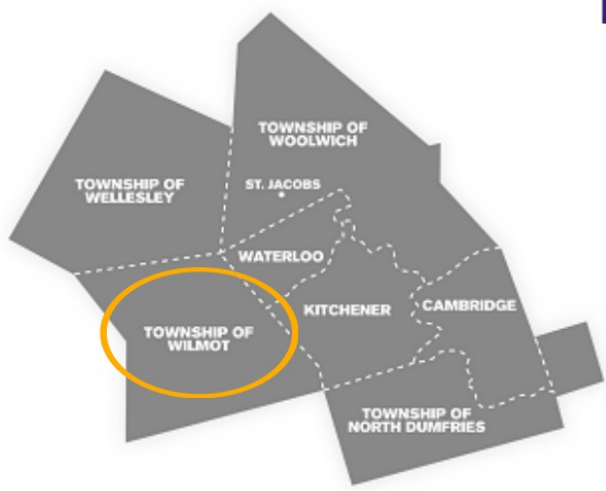 TOWNSHIP OF
WOOLWICH
TOWNSHIP OF
WELLESLEY
ST. JACOBS
WATERLOO
KITCHENER
CAMBRIDGE
TOWNSHIP OF
WILMOT
TOWNSHIP OF
NORTH DUMFRIES